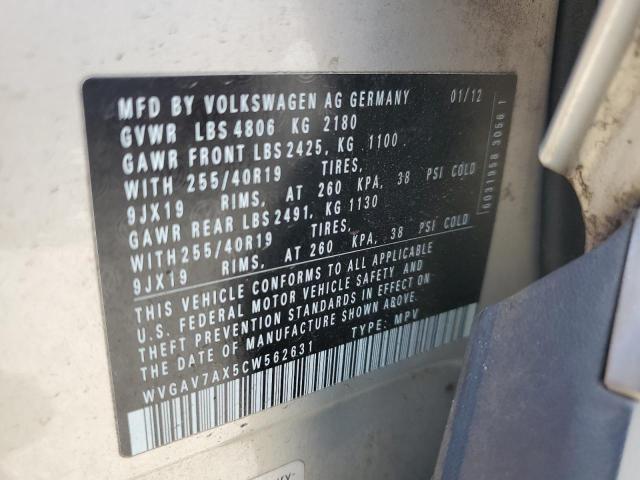 MFD BY VOLKSWAGEN AG GERMANY 01/12
GVWR LBS 4806 KG 2180
GAWR FRONT LBS 2425, KG 1100
WITH 255/40R19 TIRES,
9JX19 RIMS, AT 260 KPA, 38 PSI COLD
GAWR REAR LBS 2491, KG 1130
WITH 255/40R19 TIRES,
9JX19 RIMS, AT 260 KPA, 38 PSI COLD
THIS VEHICLE CONFORMS TO ALL APPLICABLE
U.S. FEDERAL MOTOR VEHICLE SAFETY AND
THEFT PREVENTION STANDARDS IN EFFECT ON
THE DATE OF MANUFACTURE SHOWN ABOVE.
WVGAV7AX5CW562631 TYPE: MPV
6031958 3056 1